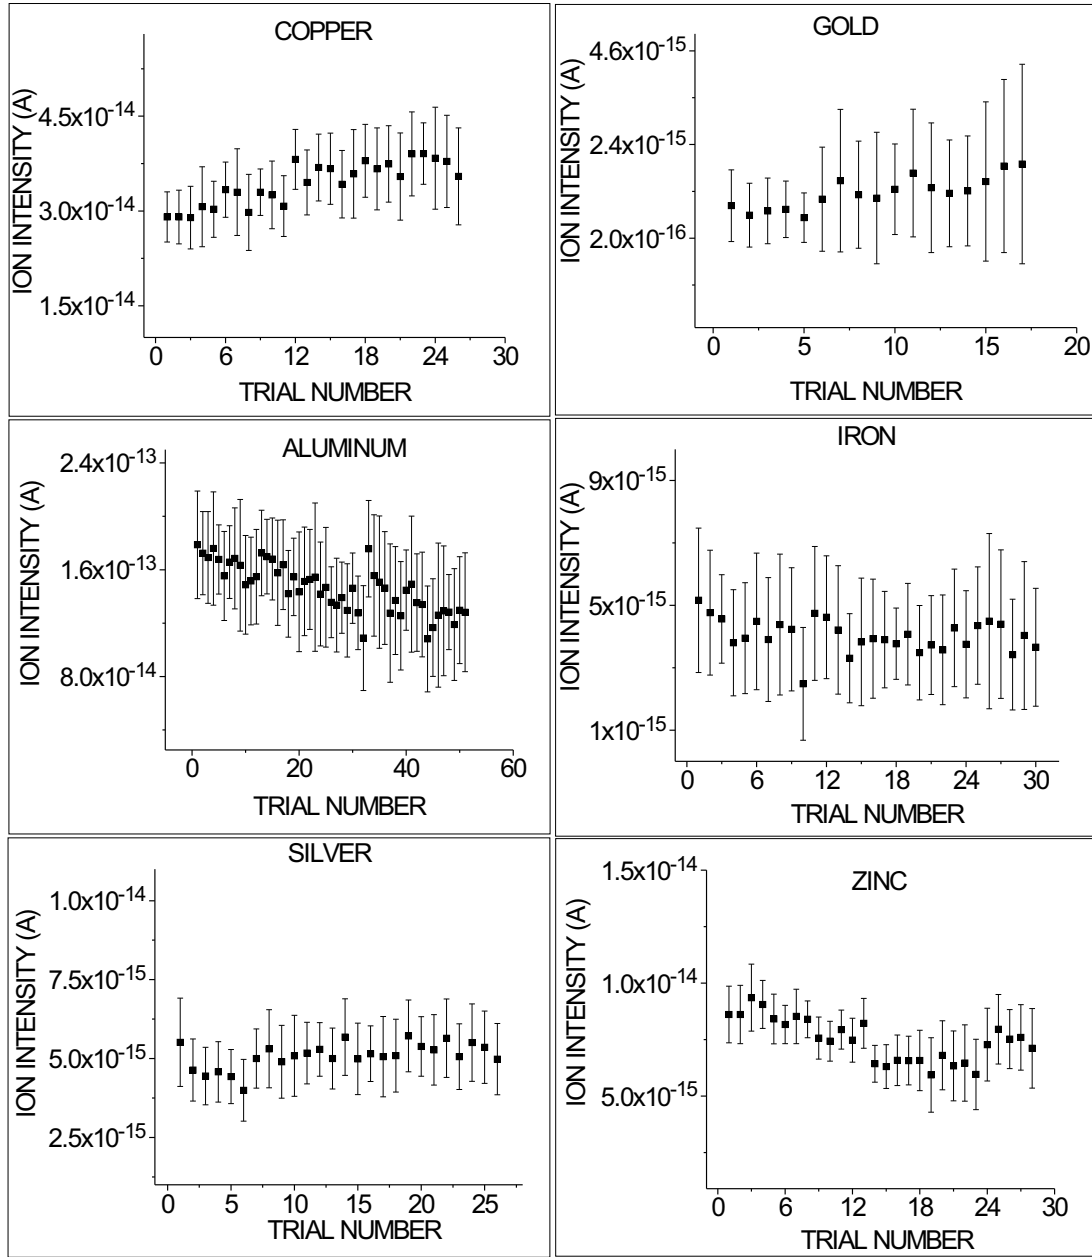 COPPER
ION INTENSITY (A)
4.5x10⁻¹⁴
3.0x10⁻¹⁴
1.5x10⁻¹⁴
0 6 12 18 24 30
TRIAL NUMBER
GOLD
ION INTENSITY (A)
4.6x10⁻¹⁵
2.4x10⁻¹⁵
2.0x10⁻¹⁶
0 5 10 15 20
TRIAL NUMBER
ALUMINUM
ION INTENSITY (A)
2.4x10⁻¹³
1.6x10⁻¹³
8.0x10⁻¹⁴
0 20 40 60
TRIAL NUMBER
IRON
ION INTENSITY (A)
9x10⁻¹⁵
5x10⁻¹⁵
1x10⁻¹⁵
0 6 12 18 24 30
TRIAL NUMBER
SILVER
ION INTENSITY (A)
1.0x10⁻¹⁴
7.5x10⁻¹⁵
5.0x10⁻¹⁵
2.5x10⁻¹⁵
0 5 10 15 20 25
TRIAL NUMBER
ZINC
ION INTENSITY (A)
1.5x10⁻¹⁴
1.0x10⁻¹⁴
5.0x10⁻¹⁵
0 6 12 18 24 30
TRIAL NUMBER